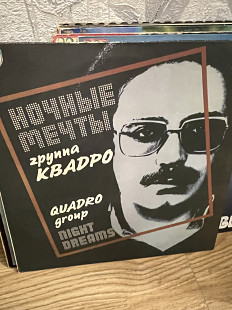 НОЧНЫЕ
МЕЧТЫ
группа
КВАДРО
QUADRO
group
NIGHT
DREAMS